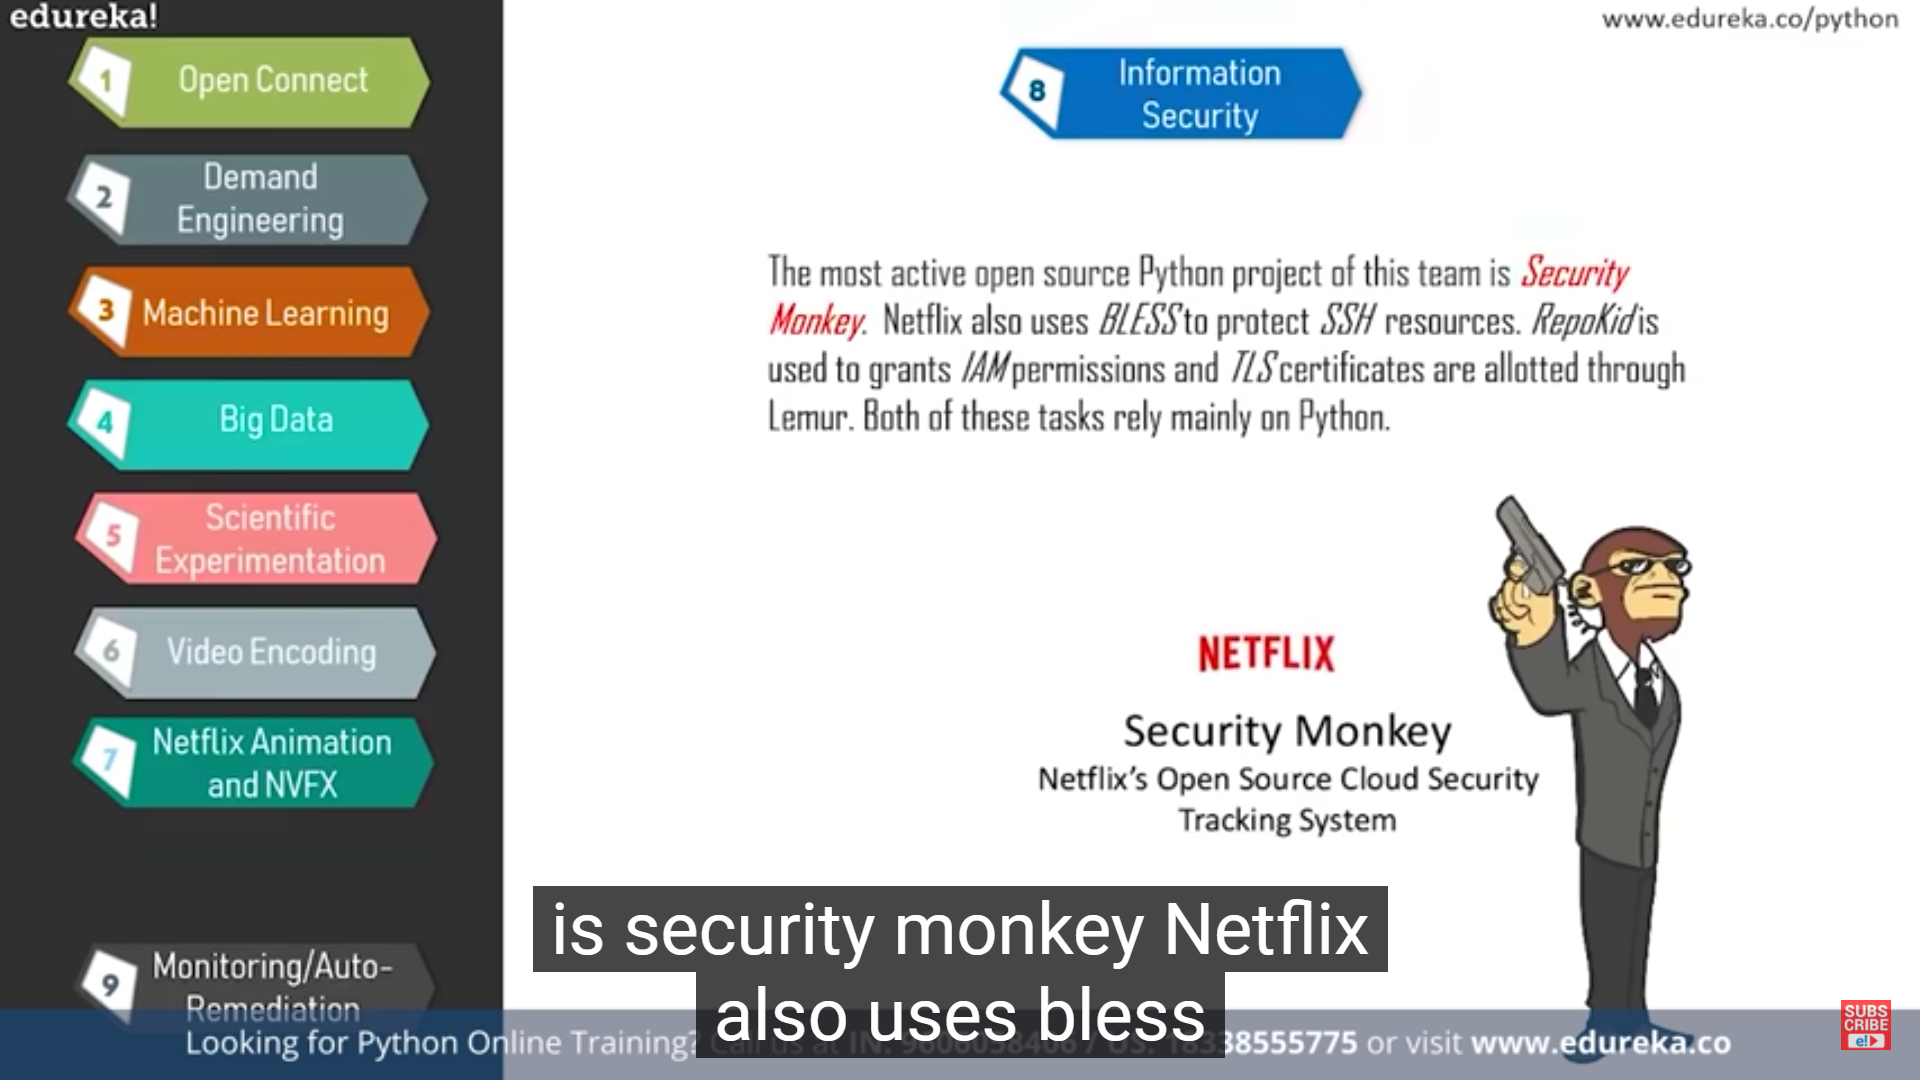 edureka!
www.edureka.co/python
1 Open Connect
2 Demand
Engineering
3 Machine Learning
4 Big Data
5 Scientific
Experimentation
6 Video Encoding
7 Netflix Animation
and NVFX
9 Monitoring/Auto-
Remediation
8 Information
Security
The most active open source Python project of this team is Security
Monkey. Netflix also uses BLESS to protect SSH resources. RepoKid is
used to grants IAM permissions and TLS certificates are allotted through
Lemur. Both of these tasks rely mainly on Python.
NETFLIX
Security Monkey
Netflix's Open Source Cloud Security
Tracking System
is security monkey Netflix
also uses bless
Looking for Python Online Training? 38555775 or visit www.edureka.co
SUBS
CRIBE
e!